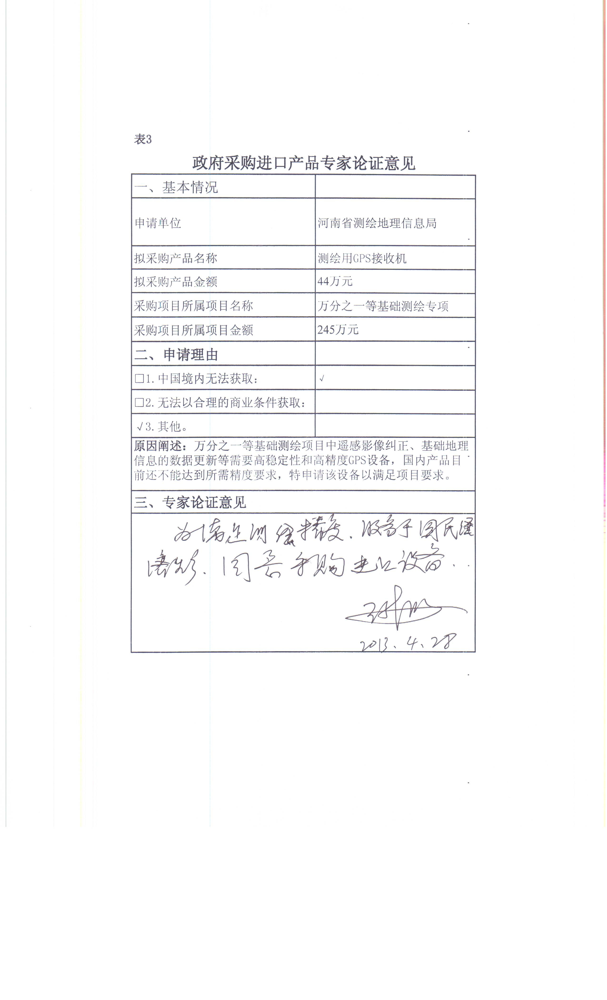 表3
政府采购进口产品专家论证意见
一、基本情况
申请单位 河南省测绘地理信息局
拟采购产品名称 测绘用GPS接收机
拟采购产品金额 44万元
采购项目所属项目名称 万分之一等基础测绘专项
采购项目所属项目金额 245万元
二、申请理由
□1.中国境内无法获取： √
□2.无法以合理的商业条件获取：
√3.其他。
原因阐述：万分之一等基础测绘项目中遥感影像纠正、基础地理
信息的数据更新等需要高稳定性和高精度GPS设备，国内产品目
前还不能达到所需精度要求，特申请该设备以满足项目要求。
三、专家论证意见
为满足测绘精度.服务于国民经
同意采购进口设备.
2013.4.28